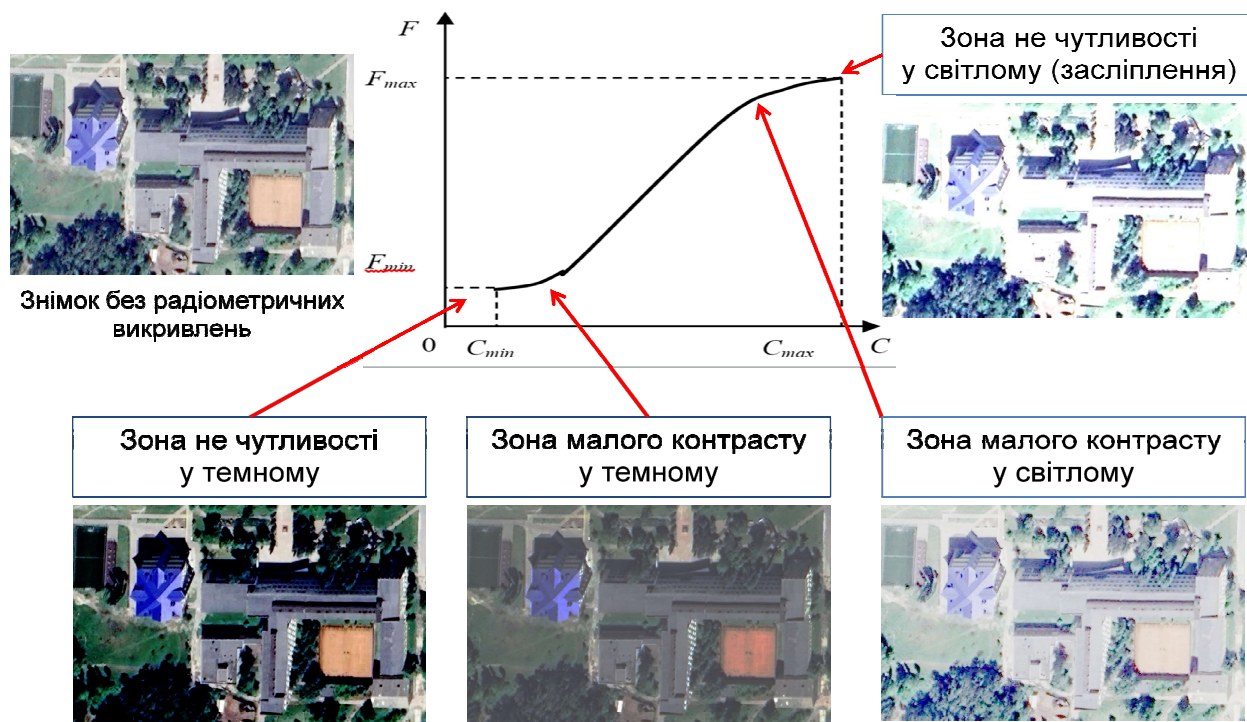 F
Зона не чутливості
у світлому (засліплення)
Fmax
Fmin
Знімок без радіометричних
викривлень
0
Cmin
Cmax
C
Зона не чутливості
у темному
Зона малого контрасту
у темному
Зона малого контрасту
у світлому